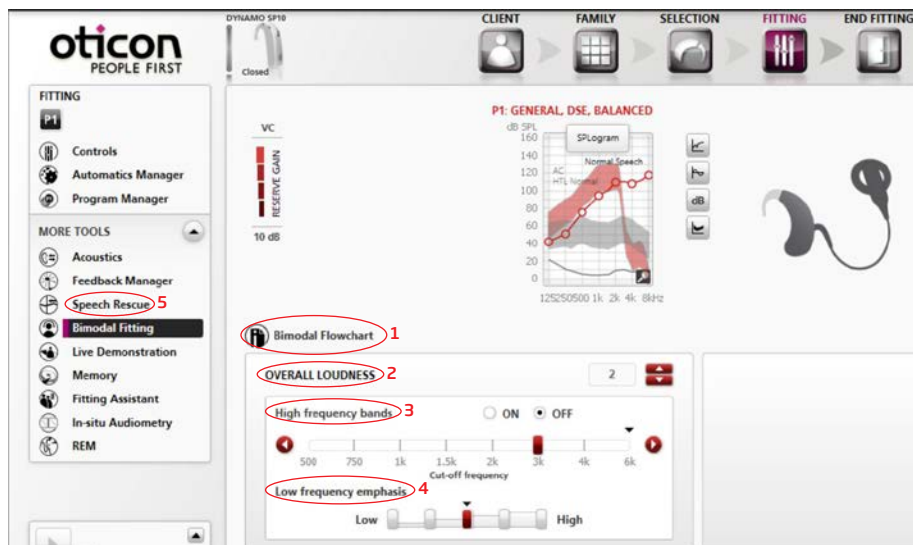 DYNAMO SP10
Closed
oticon
PEOPLE FIRST
CLIENT
FAMILY
SELECTION
FITTING
END FITTING
FITTING
P1
Controls
Automatics Manager
Program Manager
MORE TOOLS
Acoustics
Feedback Manager
Speech Rescue 5
Bimodal Fitting
Live Demonstration
Memory
Fitting Assistant
In-situ Audiometry
REM
VC
RESERVE GAIN
10 dB
P1: GENERAL, DSE, BALANCED
dB SPL
SPLogram
Normal Speech
AC
HTL Normal
160
140
120
100
80
60
40
20
0
125 250 500 1k 2k 4k 8kHz
dB
Bimodal Flowchart 1
OVERALL LOUDNESS 2
2
High frequency bands 3
ON OFF
500 750 1k 1.5k 2k 3k 4k 6k
Cut-off frequency
Low frequency emphasis 4
Low High